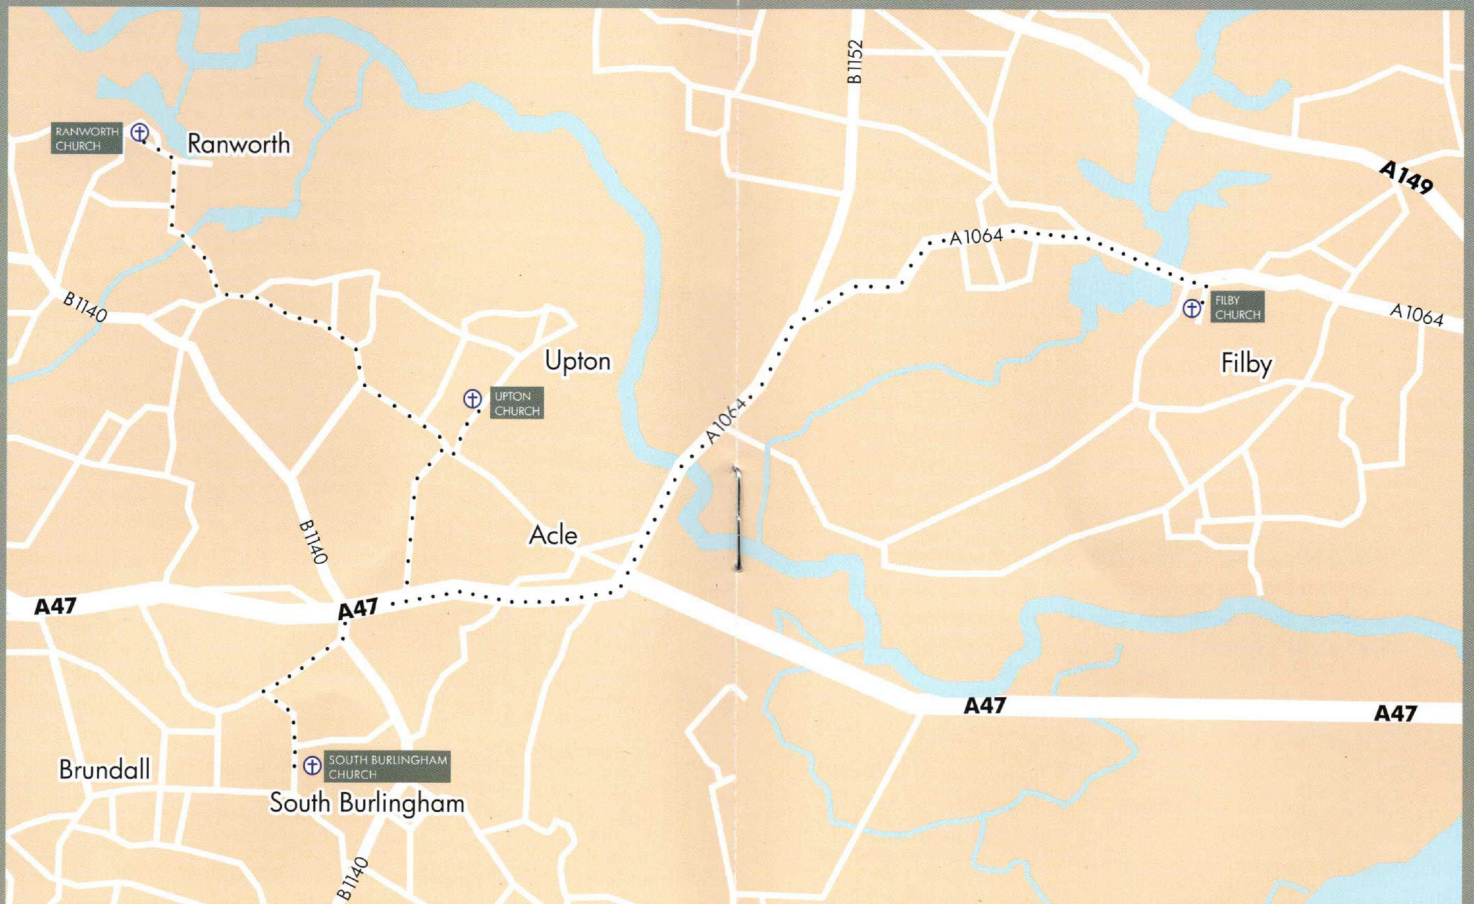 B1152
RANWORTH
CHURCH
Ranworth
A149
A1064
B1140
FILBY
CHURCH
A1064
Upton
Filby
UPTON
CHURCH
A1064
Acle
B1140
A47
A47
A47
A47
Brundall
SOUTH BURLINGHAM
CHURCH
South Burlingham
B1140